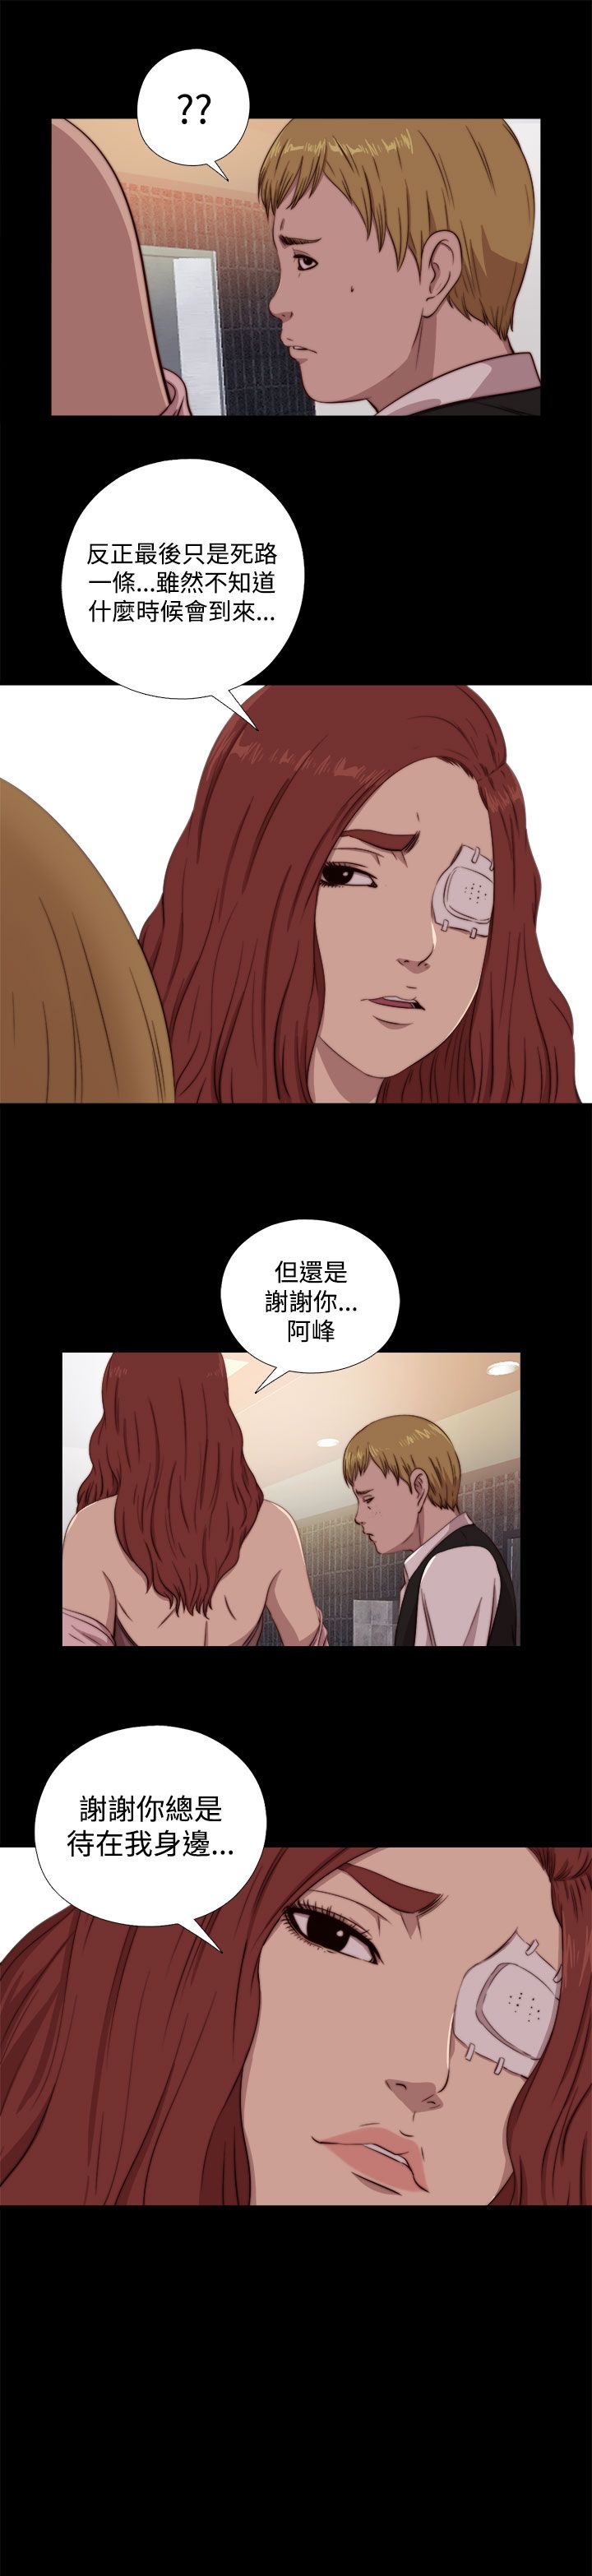 ??
反正最後只是死路
一條...雖然不知道
什麼時候會到來...
但還是
謝謝你...
阿峰
謝謝你總是
待在我身邊...